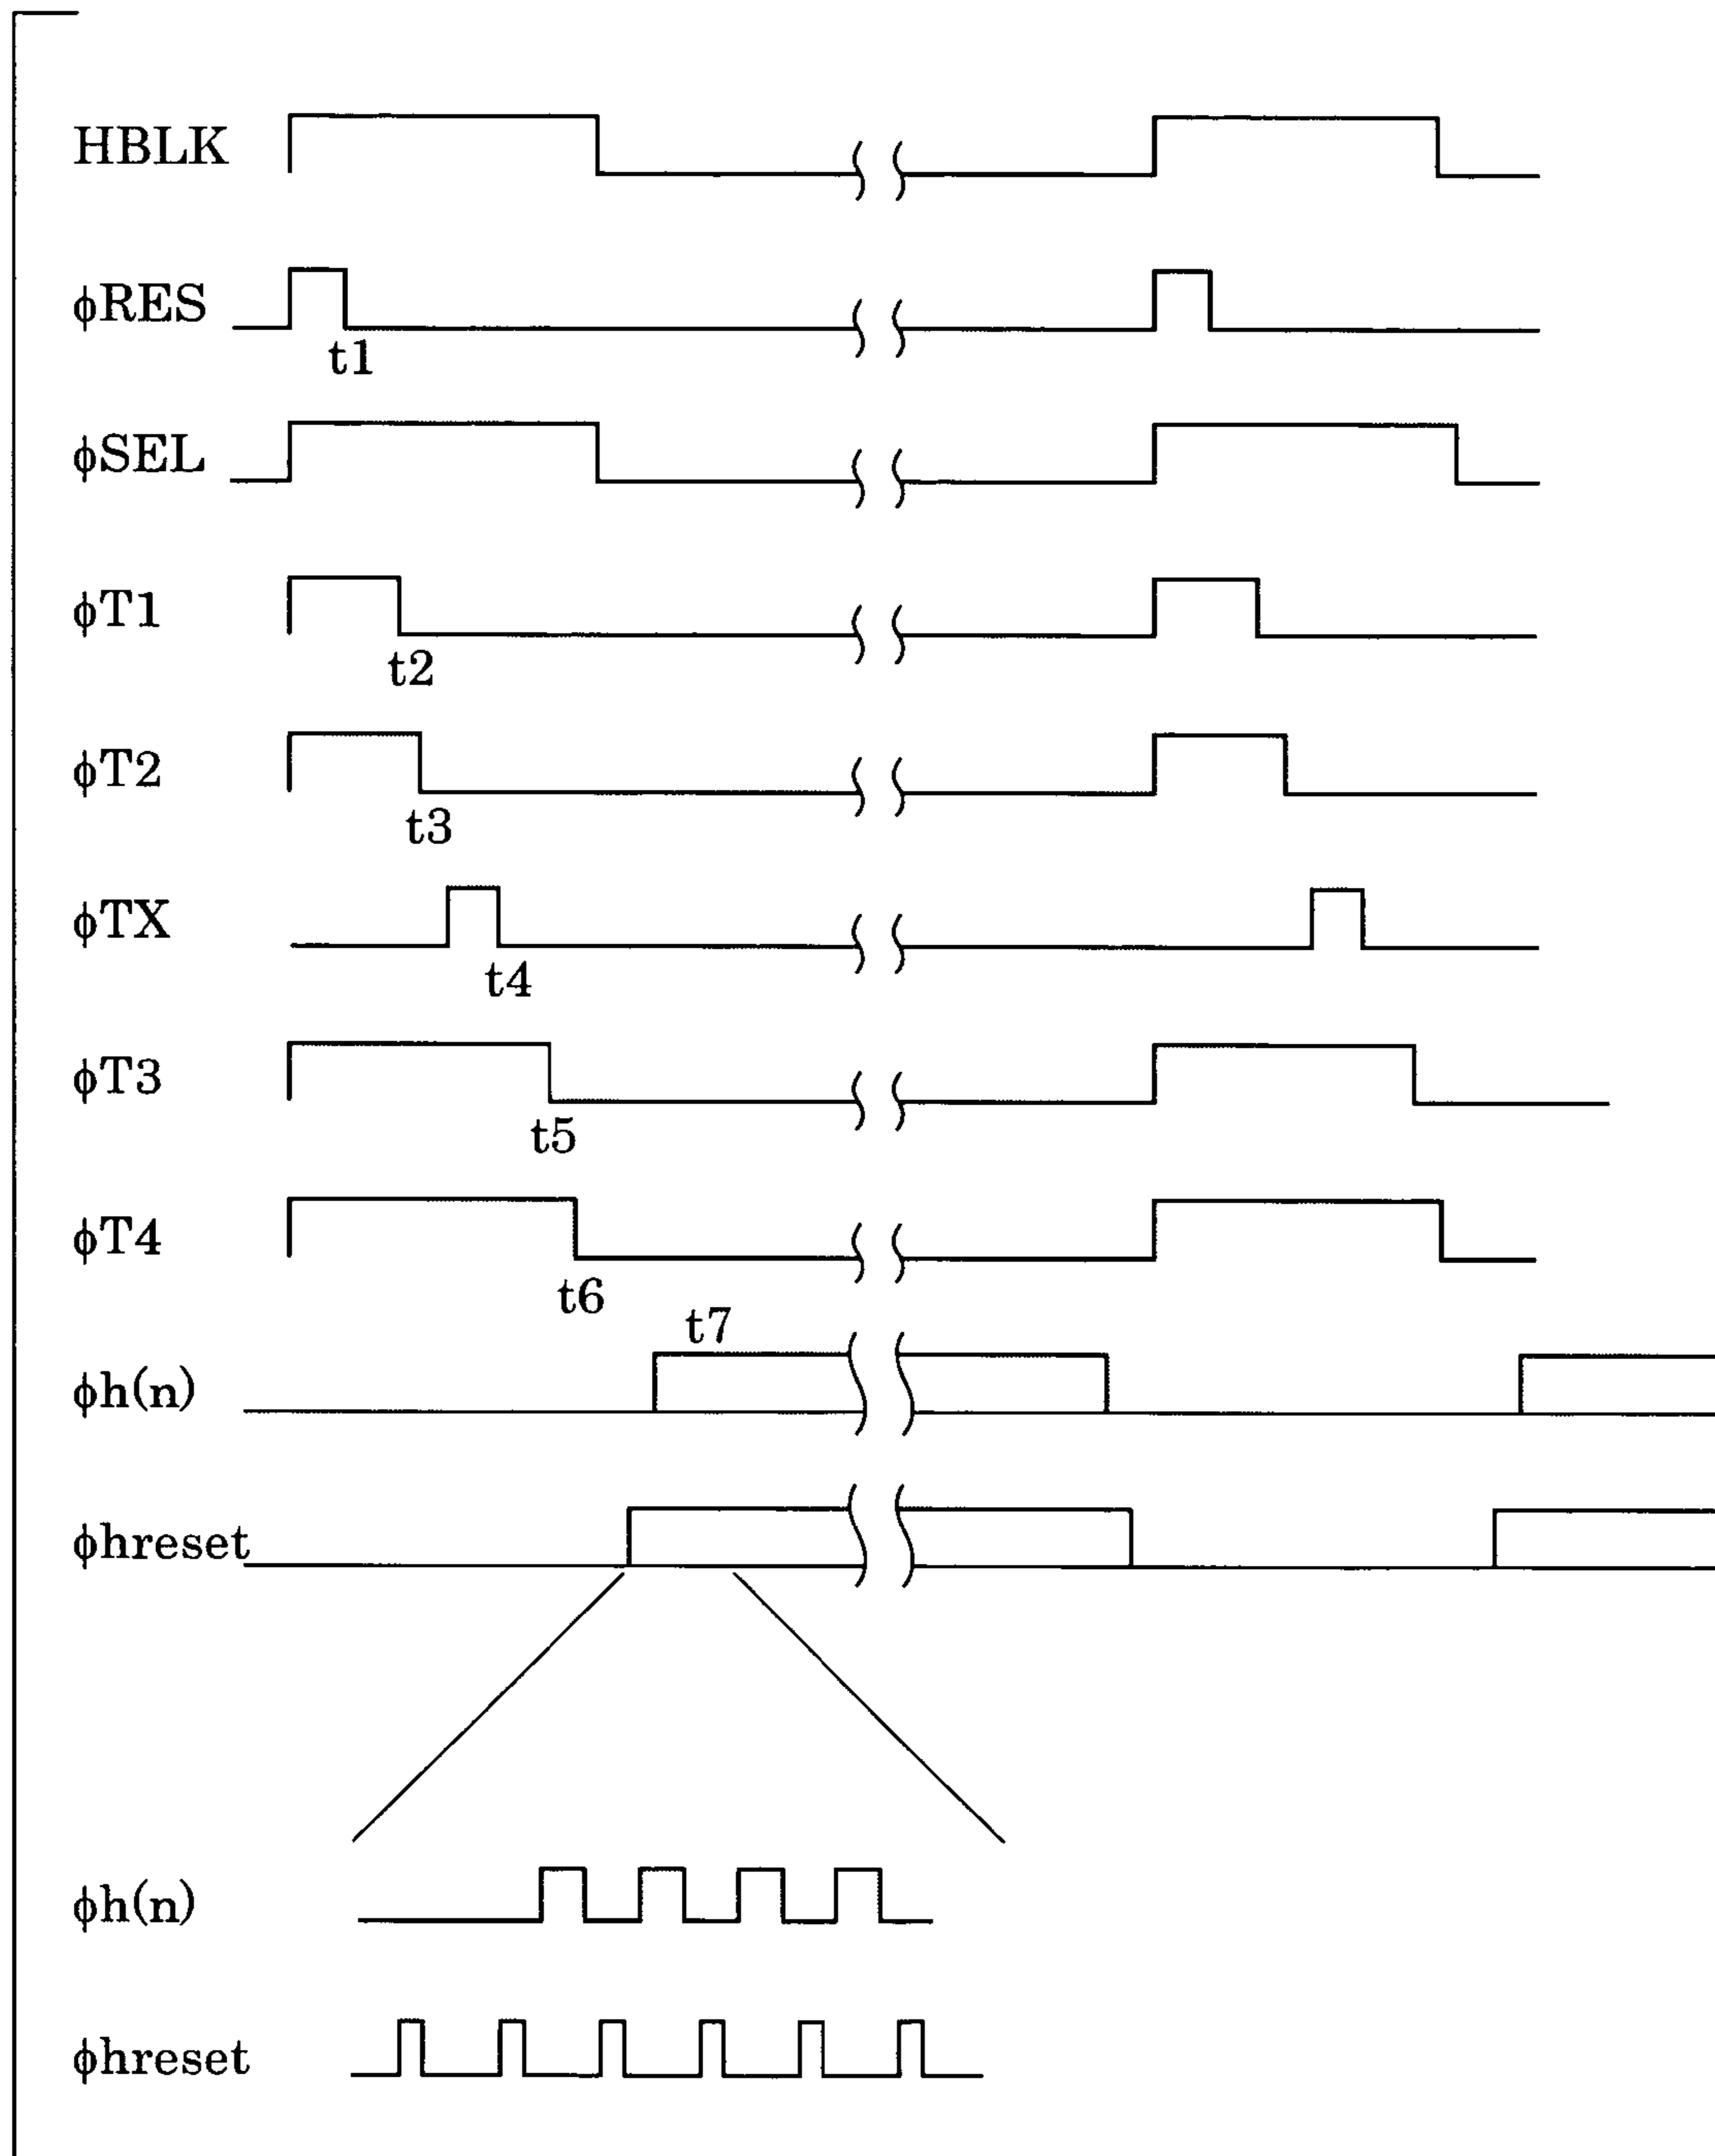 HBLK
ϕRES
t1
ϕSEL
ϕT1
t2
ϕT2
t3
ϕTX
t4
ϕT3
t5
ϕT4
t6
t7
ϕh(n)
ϕhreset
ϕh(n)
ϕhreset